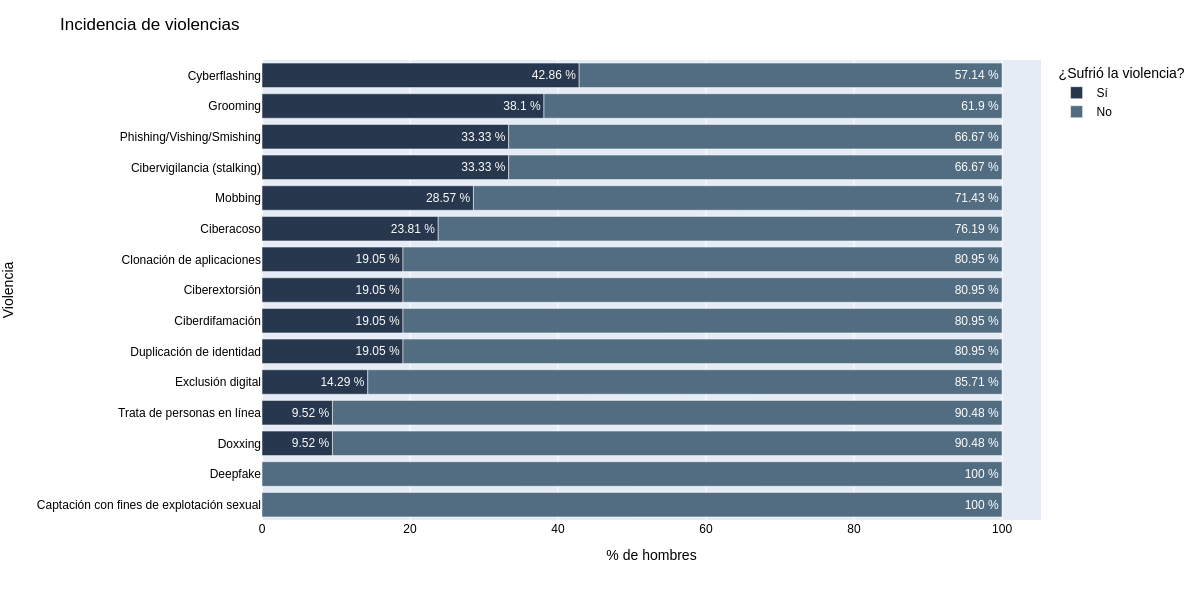 Incidencia de violencias
¿Sufrió la violencia?
Sí
No
Violencia
Cyberflashing 42.86 % 57.14 %
Grooming 38.1 % 61.9 %
Phishing/Vishing/Smishing 33.33 % 66.67 %
Cibervigilancia (stalking) 33.33 % 66.67 %
Mobbing 28.57 % 71.43 %
Ciberacoso 23.81 % 76.19 %
Clonación de aplicaciones 19.05 % 80.95 %
Ciberextorsión 19.05 % 80.95 %
Ciberdifamación 19.05 % 80.95 %
Duplicación de identidad 19.05 % 80.95 %
Exclusión digital 14.29 % 85.71 %
Trata de personas en línea 9.52 % 90.48 %
Doxxing 9.52 % 90.48 %
Deepfake 100 %
Captación con fines de explotación sexual 100 %
0 20 40 60 80 100
% de hombres